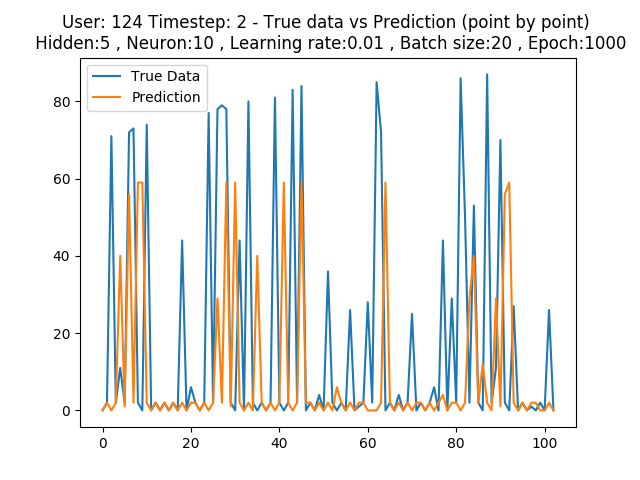 User: 124 Timestep: 2 - True data vs Prediction (point by point)
Hidden:5 , Neuron:10 , Learning rate:0.01 , Batch size:20 , Epoch:1000
True Data
Prediction
80
60
40
20
0
0 20 40 60 80 100